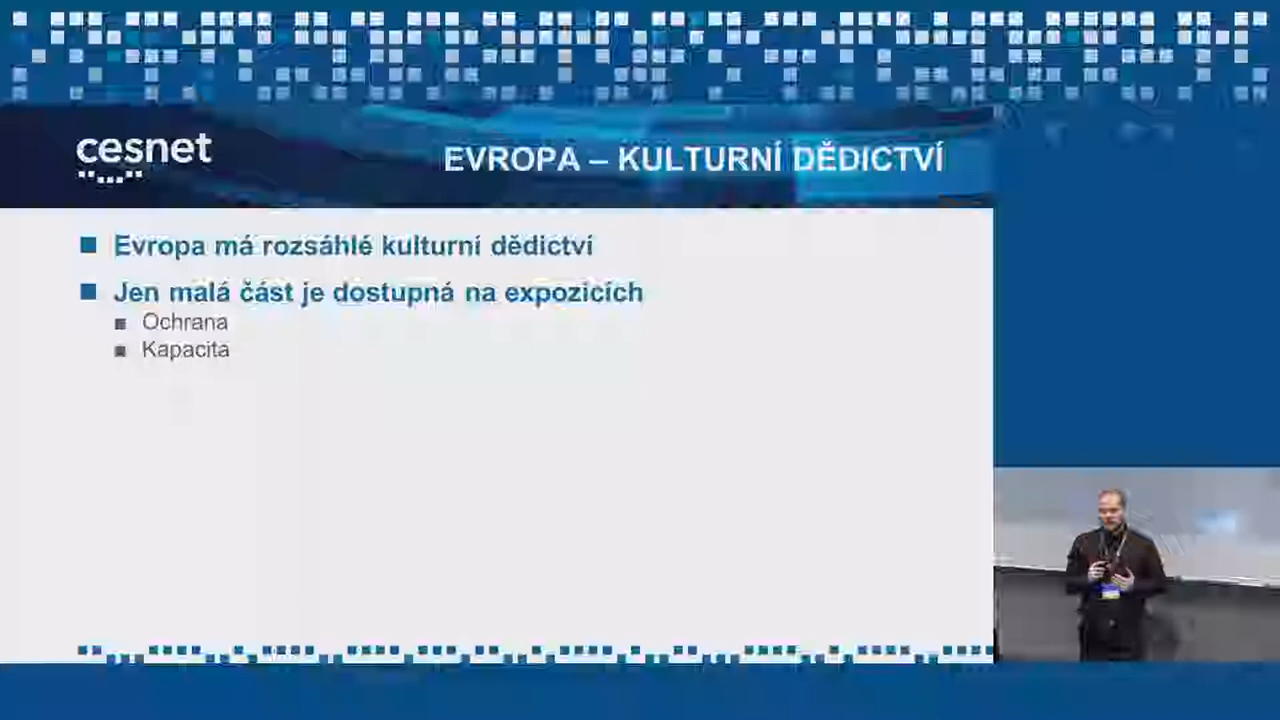 cesnet
EVROPA – KULTURNÍ DĚDICTVÍ
Evropa má rozsáhlé kulturní dědictví
Jen malá část je dostupná na expozicích
Ochrana
Kapacita